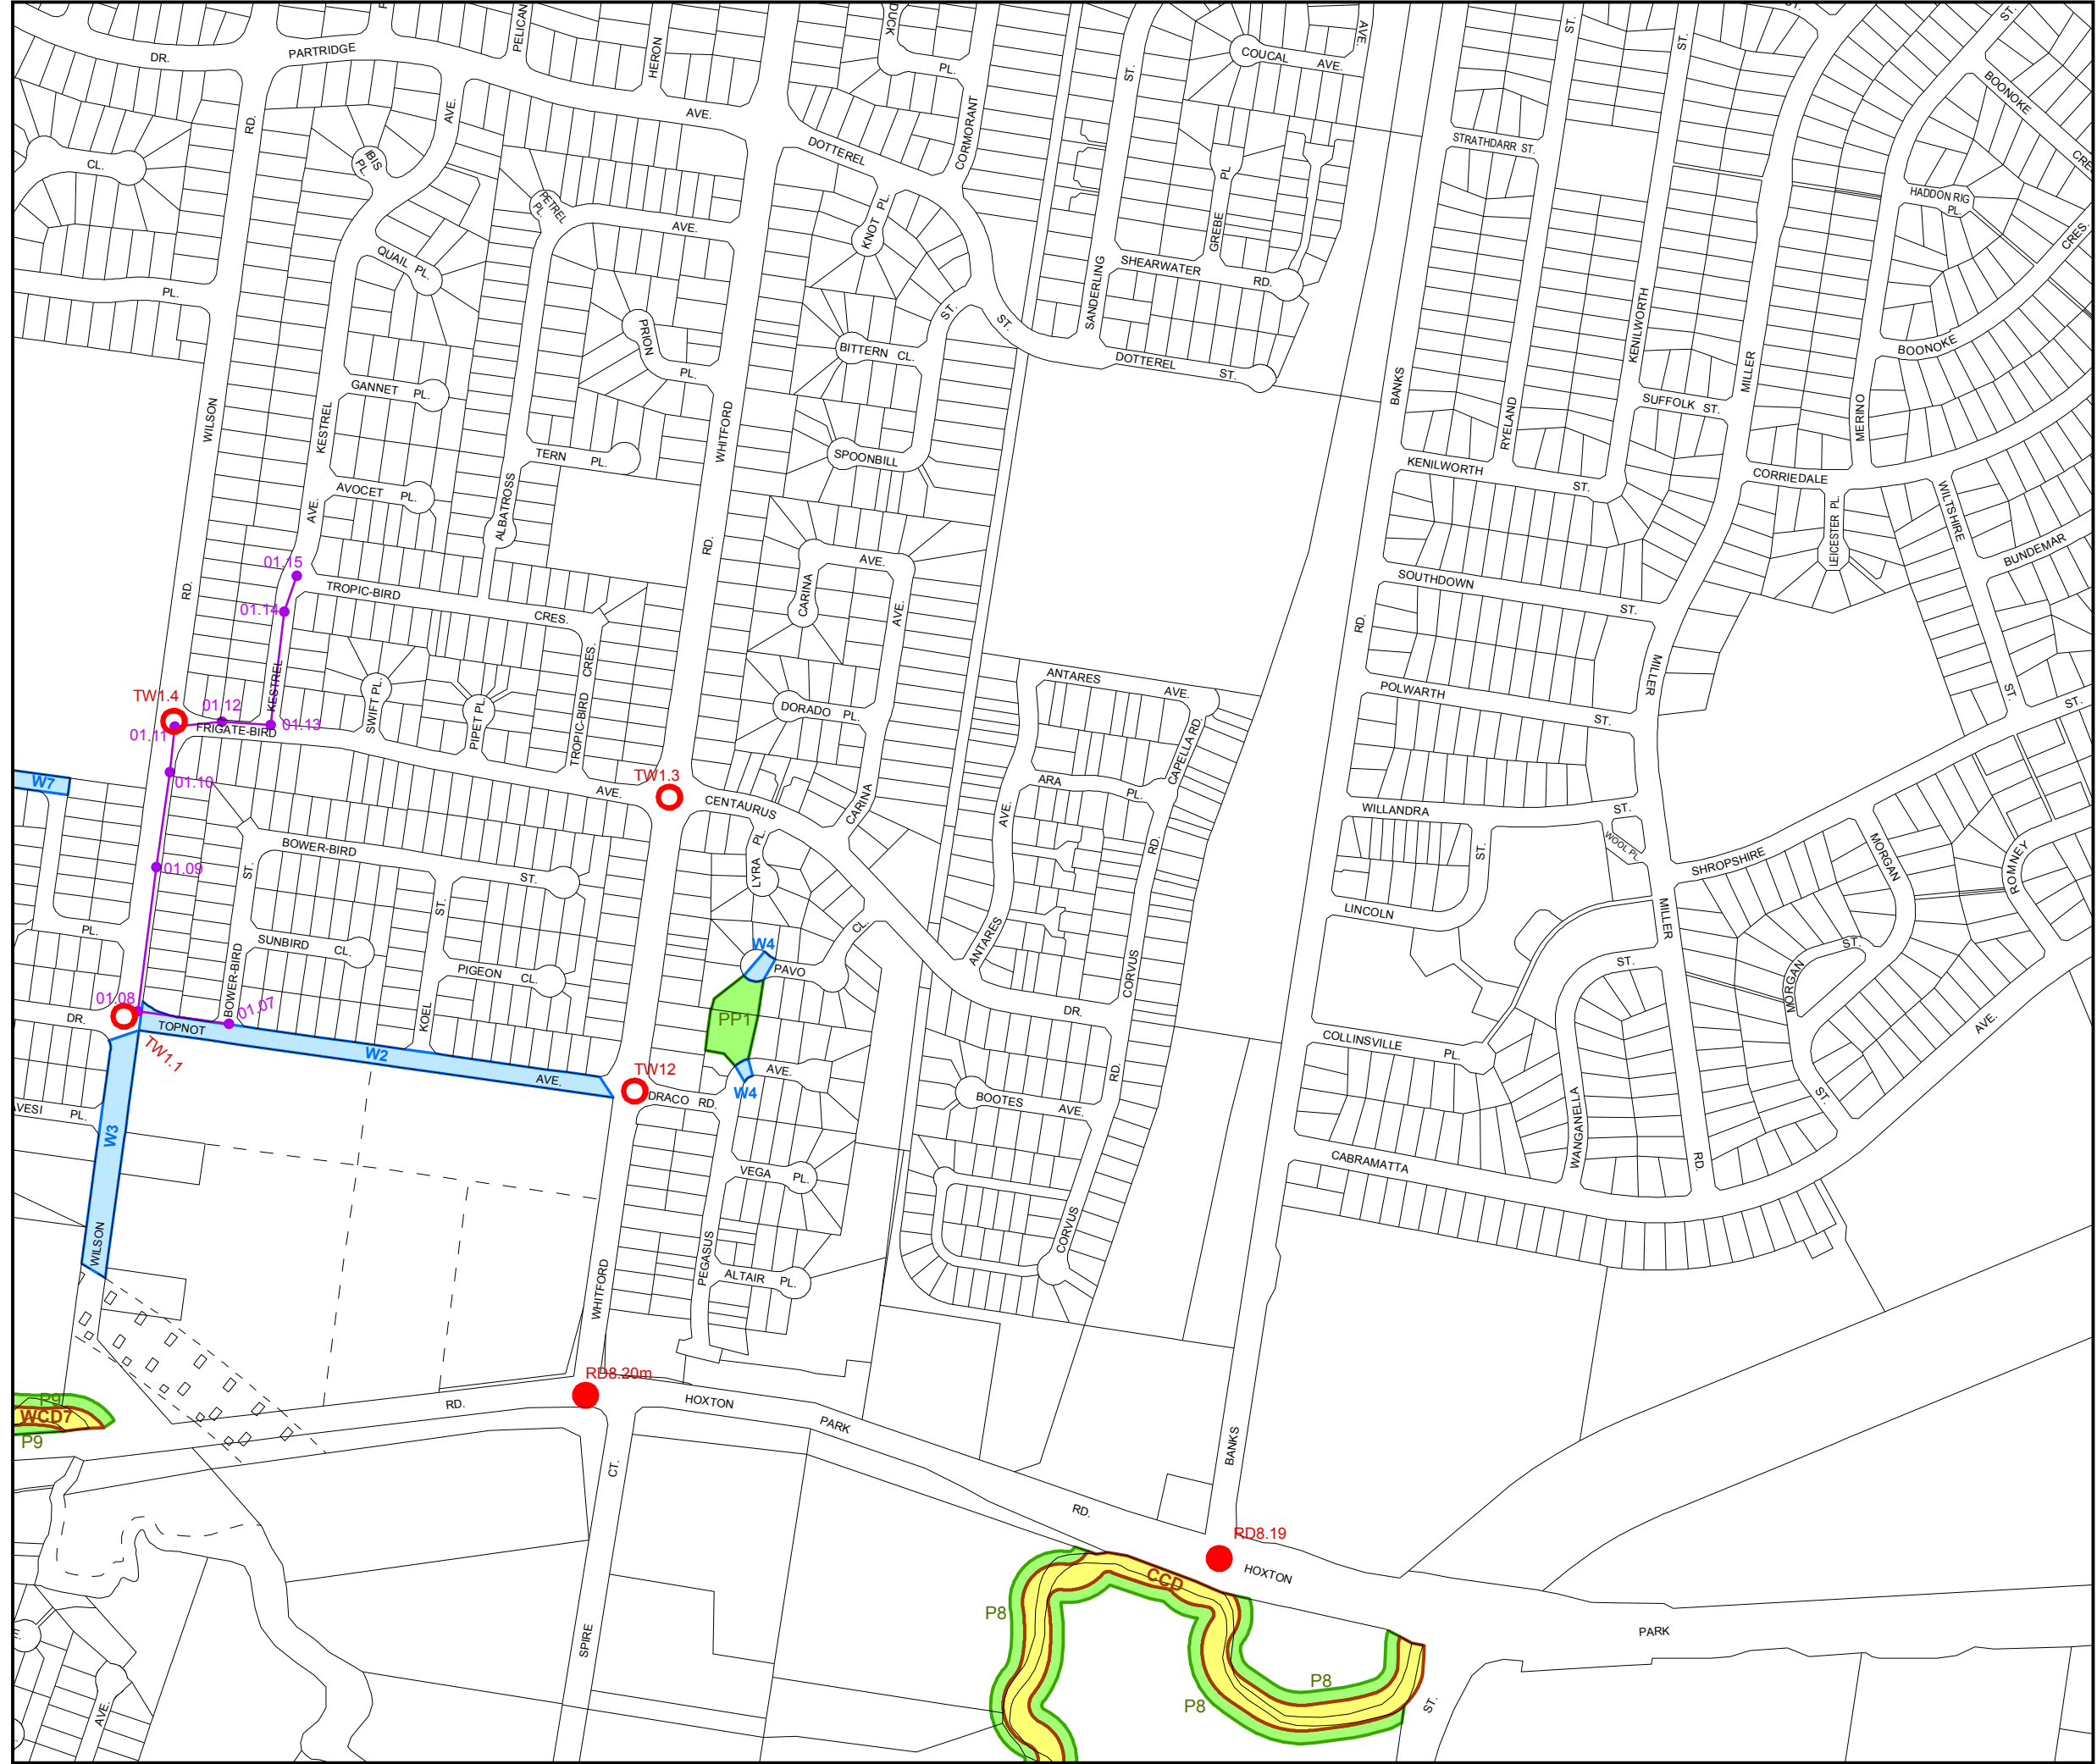 DR.
PARTRIDGE
PELICAN
HERON
DUCK
PL.
ST.
COUCAL AVE.
AVE.
ST.
ST.
ST.
ST.
BOONOKE
CRES.
RD.
AVE.
AVE.
CORMORANT
DOTTEREL
STRATHDARR ST.
CL.
IBIS PL.
PETREL PL.
AVE.
KNOT PL.
GREBE PL
HADDON RIG PL.
CRES.
QUAIL PL.
PL.
SHEARWATER RD.
SANDERLING
ST.
ST.
PRION PL.
BITTERN CL.
DOTTEREL ST.
KENILWORTH
BOONOKE
GANNET PL.
WILSON
KESTREL
WHITFORD
BANKS
RYELAND
SUFFOLK ST.
MILLER
MERINO
TERN PL.
SPOONBILL
KENILWORTH ST.
CORRIEDALE
AVOCET PL.
AVE.
ALBATROSS
LEICESTER PL.
WILTSHIRE
BUNDEMAR
RD.
AVE.
CARINA
AVE.
01.15
01.14
RD.
TROPIC-BIRD CRES.
SOUTHDOWN ST.
RD.
TROPIC-BIRD CRES.
KESTREL
SWIFT PL.
PIPET PL.
ANTARES AVE.
POLWARTH ST.
MILLER
ST.
ST.
TW1.4
01.12
01.13
01.11
FRIGATE-BIRD AVE.
DORADO PL.
CAPELLA RD.
W7
01.10
TW1.3
CENTAURUS
CARINA
ARA PL.
AVE.
WILLANDRA ST.
WOOL PL.
ST.
SHROPSHIRE
MORGAN
ROMNEY
01.09
BOWER-BIRD ST.
ST.
LYRA PL.
RD.
LINCOLN
MILLER
PL.
SUNBIRD CL.
BOWER-BIRD
ST.
PIGEON CL.
KOEL
W4
PAVO CL.
ANTARES
CORVUS
ST.
MORGAN ST.
01.08
01.07
DR.
TOPNOT AVE.
TW1.1
W2
PP1
DR.
COLLINSVILLE PL.
AVE.
TW12
AVE.
W4
DRACO RD.
BOOTES AVE.
RD.
WANGANELLA
ST.
VESI PL.
W3
VEGA PL.
CABRAMATTA
RD.
WILSON
WHITFORD
PEGASUS
ALTAIR PL.
CORVUS
RD8.20m
P9
WCD7
P9
RD.
HOXTON PARK RD.
CT.
BANKS
RD8.19
CCD
HOXTON PARK
P8
P8
P8
SPIRE
ST.
AVE.